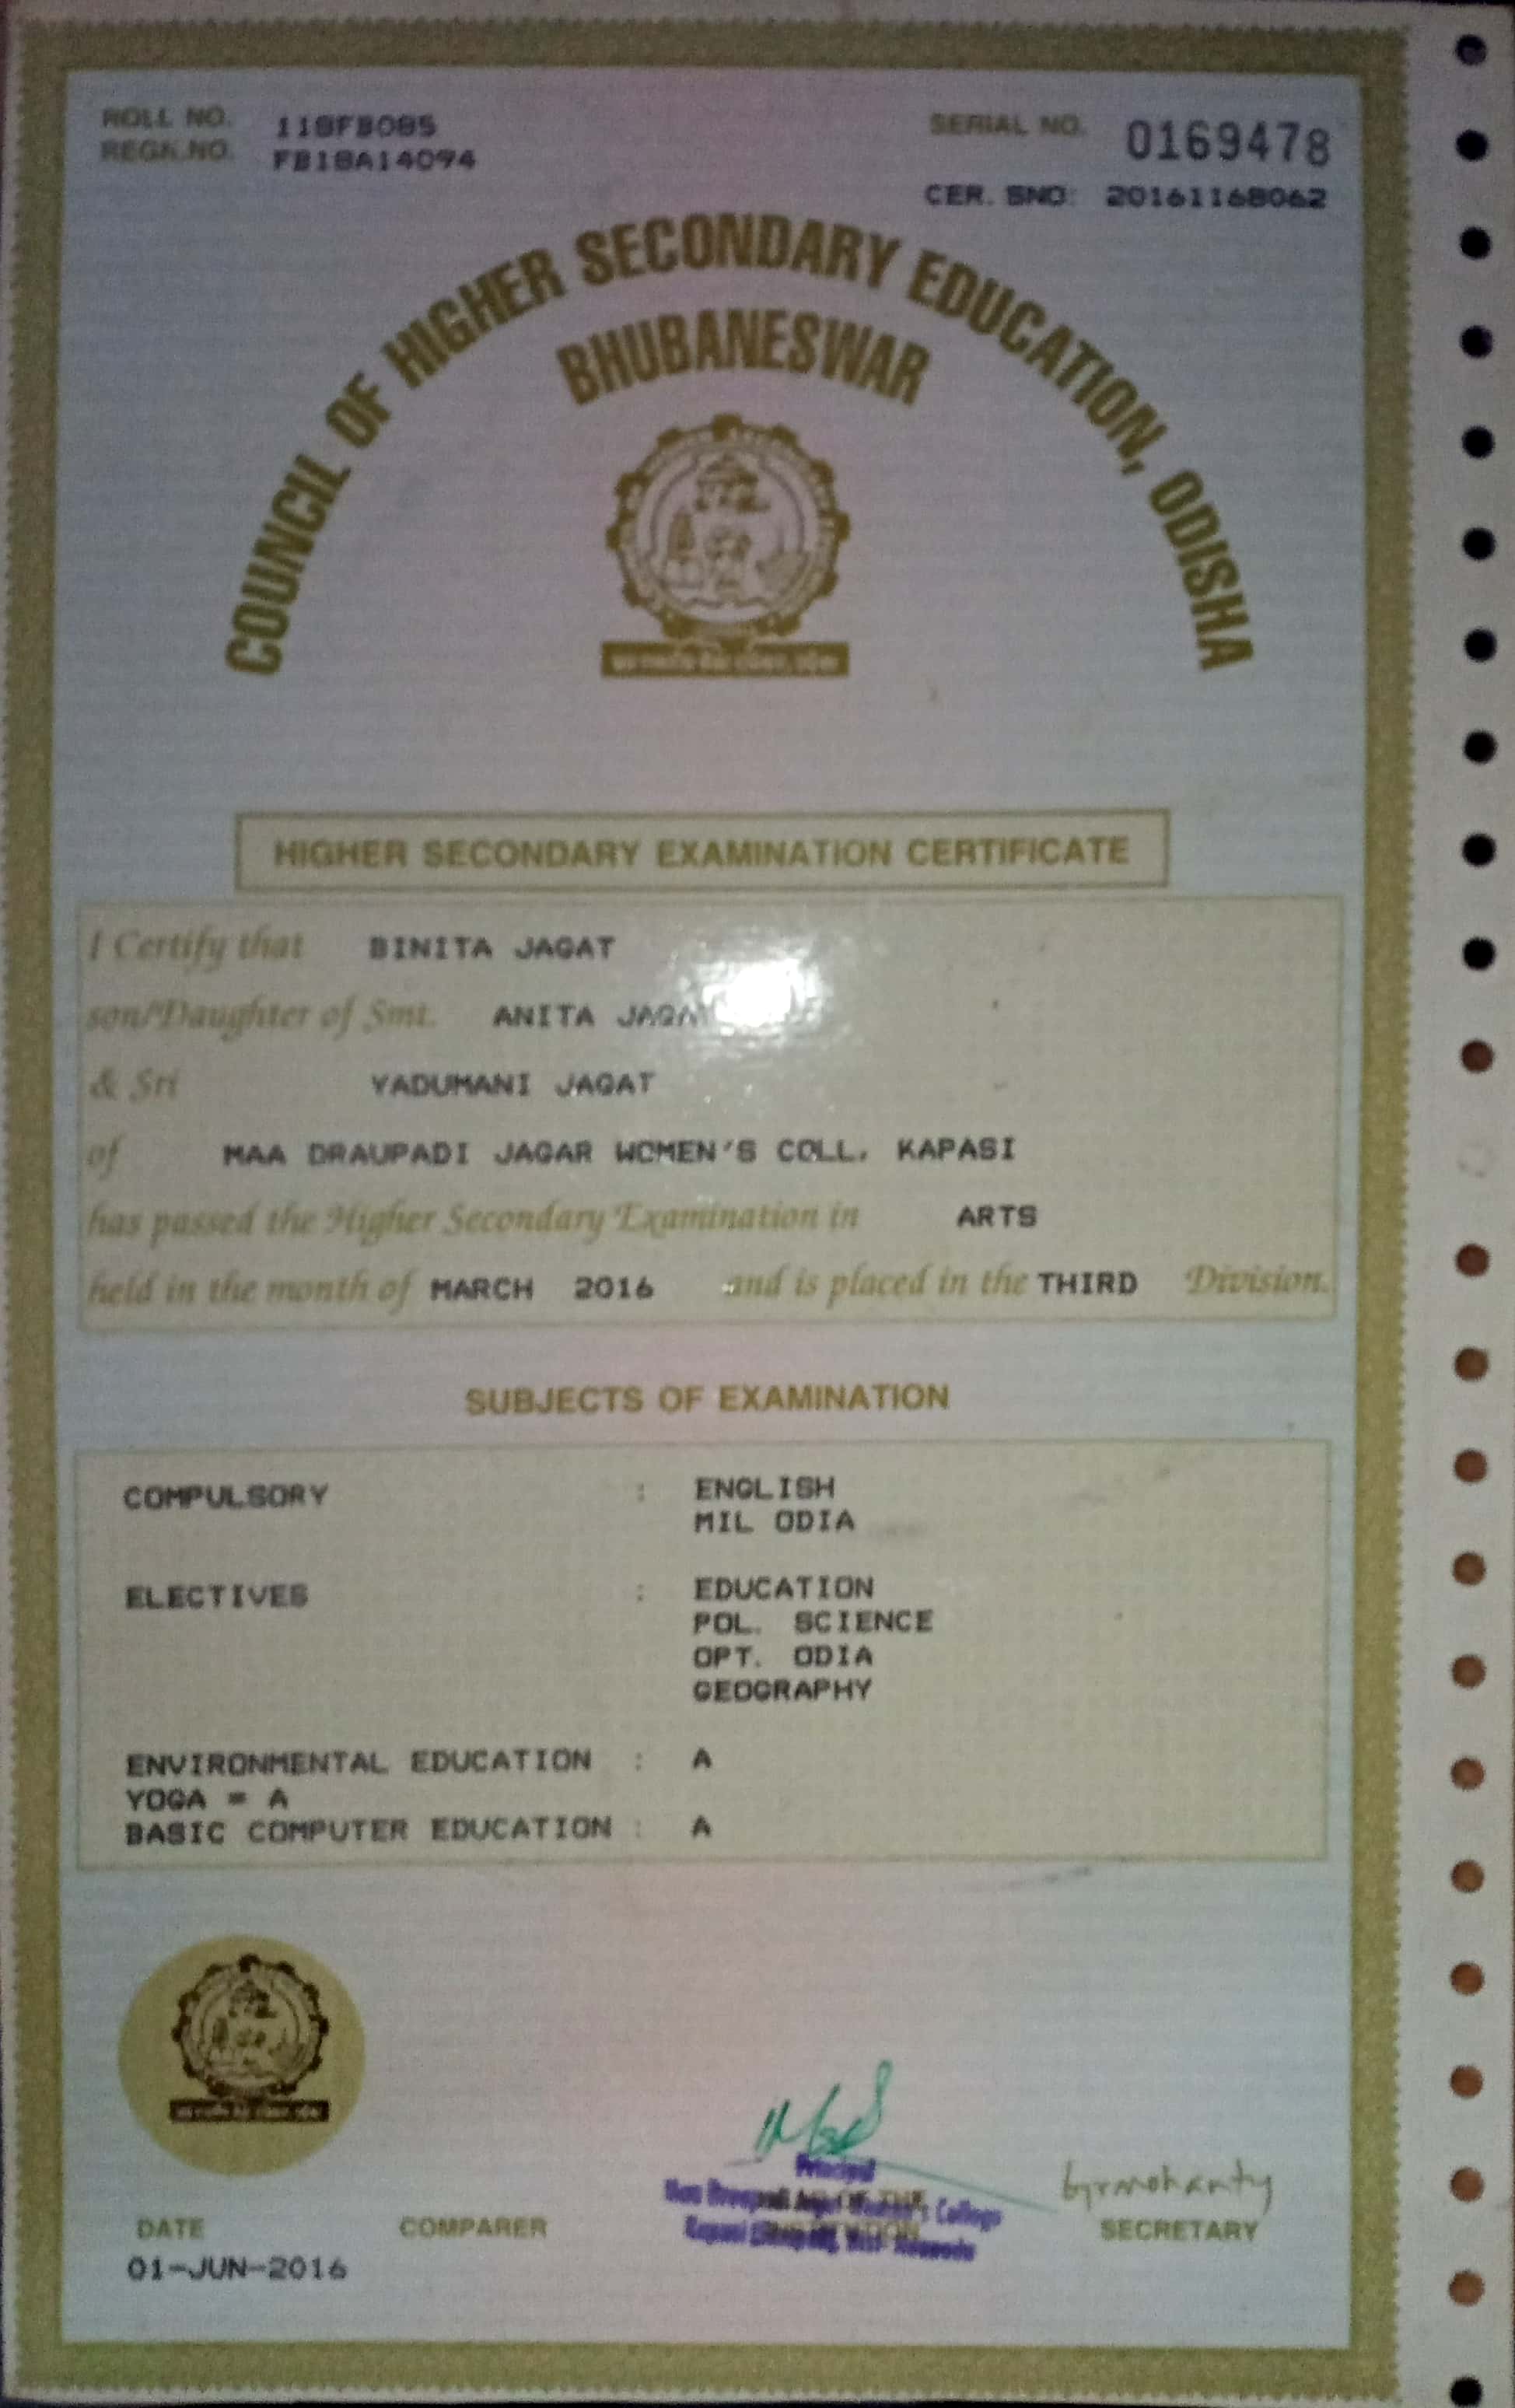 ROLL NO. 118FB085
REGN.NO. FB18A14094
SERIAL NO. 0169478
CER. SNO: 20161168062
COUNCIL OF HIGHER SECONDARY EDUCATION, ODISHA
BHUBANESWAR
HIGHER SECONDARY EXAMINATION CERTIFICATE
I Certify that BINITA JAGAT
son/Daughter of Smt. ANITA
& Sri YADUMANI JAGAT
of MAA DRAUPADI JAGAR WOMEN'S COLL. KAPASI
has passed the Higher Secondary Examination in ARTS
held in the month of MARCH 2016 and is placed in the THIRD Division.
SUBJECTS OF EXAMINATION
COMPULSORY : ENGLISH
MIL ODIA
ELECTIVES : EDUCATION
POL. SCIENCE
OPT. ODIA
GEOGRAPHY
ENVIRONMENTAL EDUCATION : A
YOGA = A
BASIC COMPUTER EDUCATION : A
Principal
College
DATE COMPARER SECRETARY
01-JUN-2016